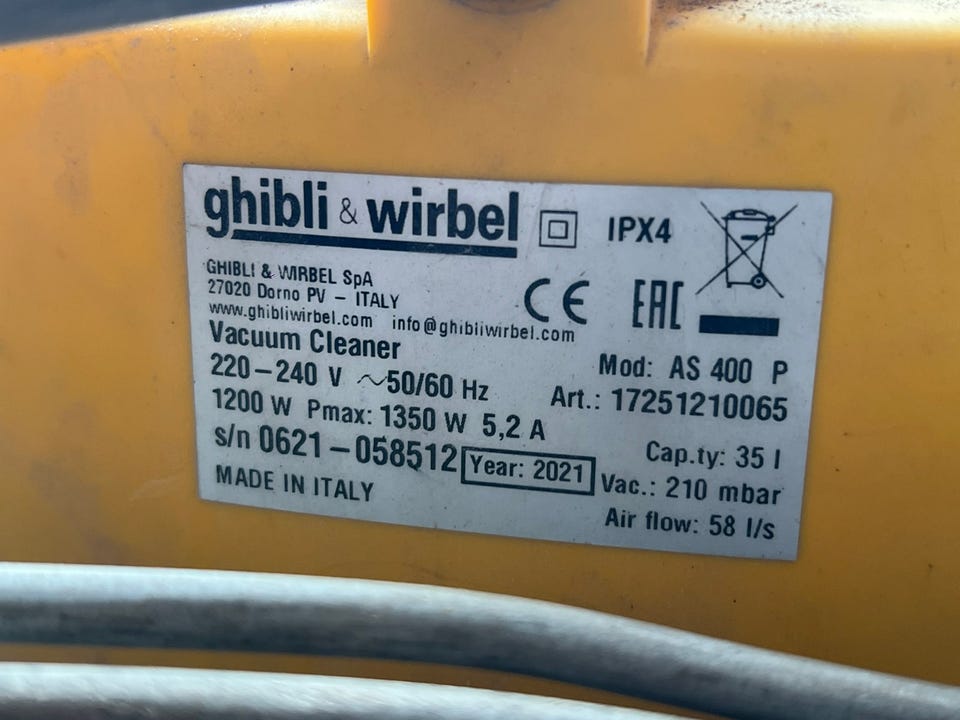 ghibli & wirbel
IPX4
GHIBLI & WIRBEL SpA
27020 Dorno PV – ITALY
www.ghibliwirbel.com info@ghibliwirbel.com
CE
EAC
Vacuum Cleaner
220–240 V ~50/60 Hz
1200 W Pmax: 1350 W 5,2 A
s/n 0621–058512 Year: 2021
MADE IN ITALY
Mod: AS 400 P
Art.: 17251210065
Cap.ty: 35 l
Vac.: 210 mbar
Air flow: 58 l/s